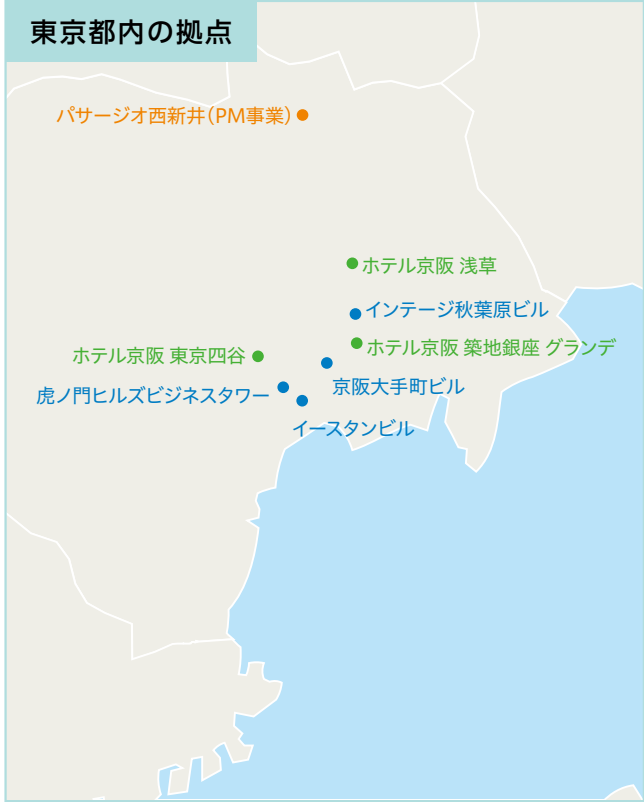 東京都内の拠点
パサージオ西新井（PM事業）
ホテル京阪 浅草
インテージ秋葉原ビル
ホテル京阪 築地銀座 グランデ
ホテル京阪 東京四谷
京阪大手町ビル
虎ノ門ヒルズビジネスタワー
イースタンビル